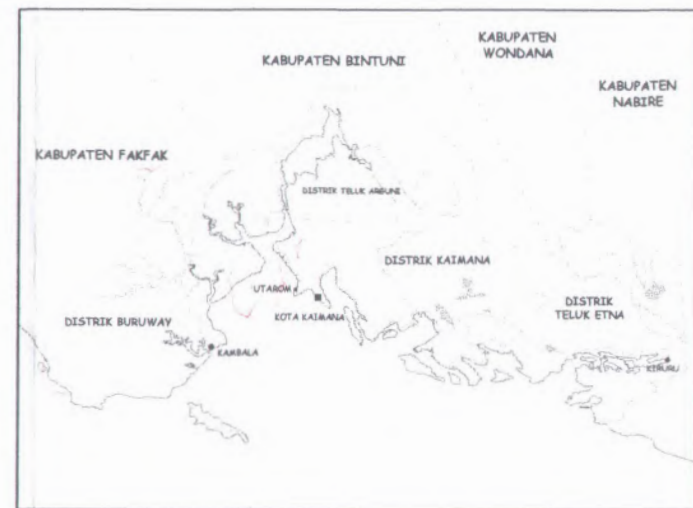 KABUPATEN
WONDANA
KABUPATEN BINTUNI
KABUPATEN
NABIRE
KABUPATEN FAKFAK
DISTRIK TELUK ARGUNI
DISTRIK KAIMANA
UTAROM
KOTA KAIMANA
DISTRIK
TELUK ETNA
DISTRIK BURUWAY
KAMBALA
KIRURU